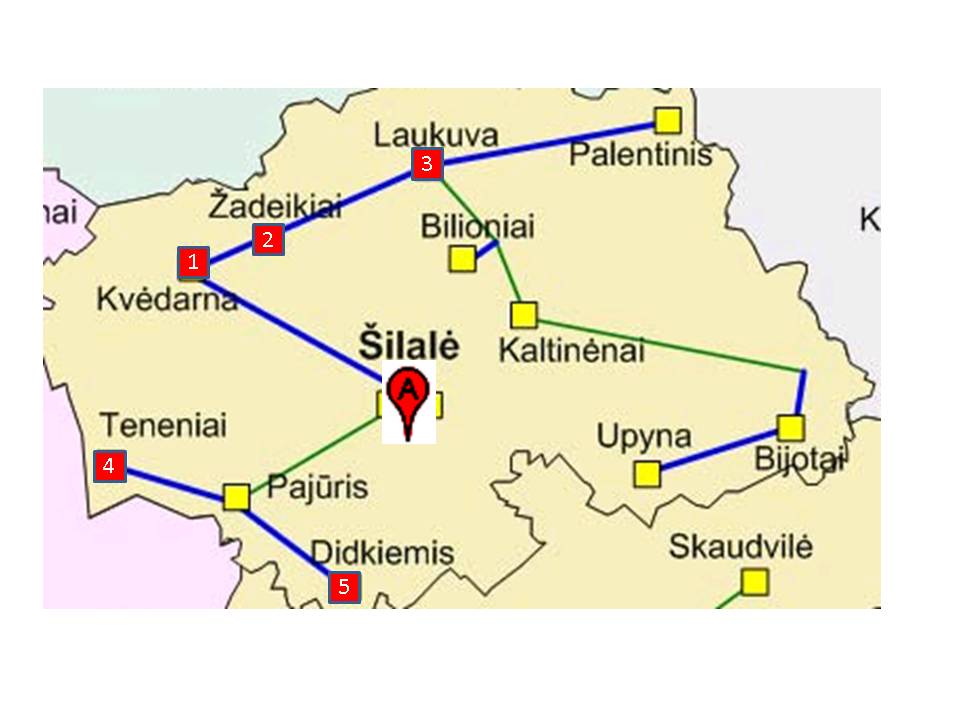 Laukuva
3
Palentinis
nai
Žadeikiai
2
Bilioniai
K
1
Kvėdarna
Šilalė
A
Kaltinėnai
Teneniai
4
Upyna
Bijotai
Pajūris
Didkiemis
5
Skaudvilė